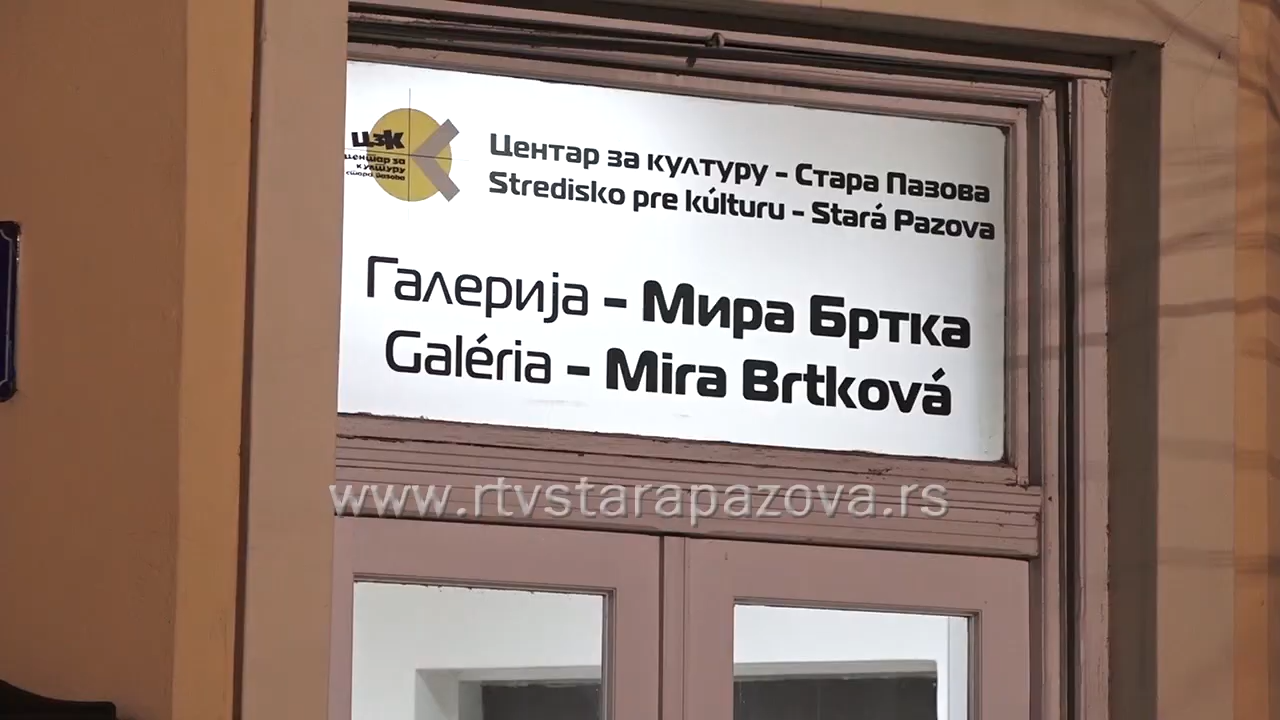 ЦЗК
центар за
културу
стара пазова
Центар за културу - Стара Пазова
Stredisko pre kúlturu - Stará Pazova
Галерија - Мира Бртка
Galéria - Mira Brtková
www.rtvstarapazova.rs